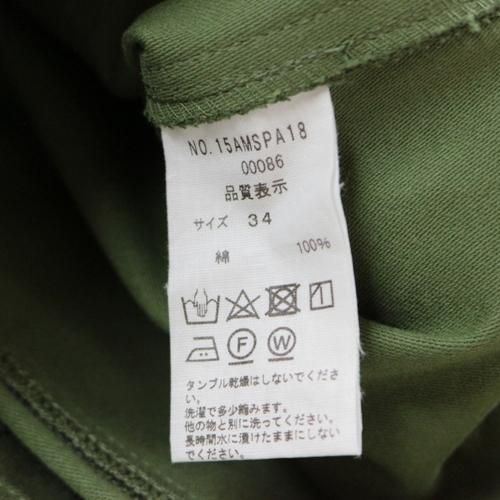 NO.15AMSPA18
00086
品質表示
サイズ 34
綿 100%
F W
タンブル乾燥はしないでくださ
い。
洗濯で多少縮みます。
他の物と別に洗ってください。
長時間水に漬けたままにしない
でください。